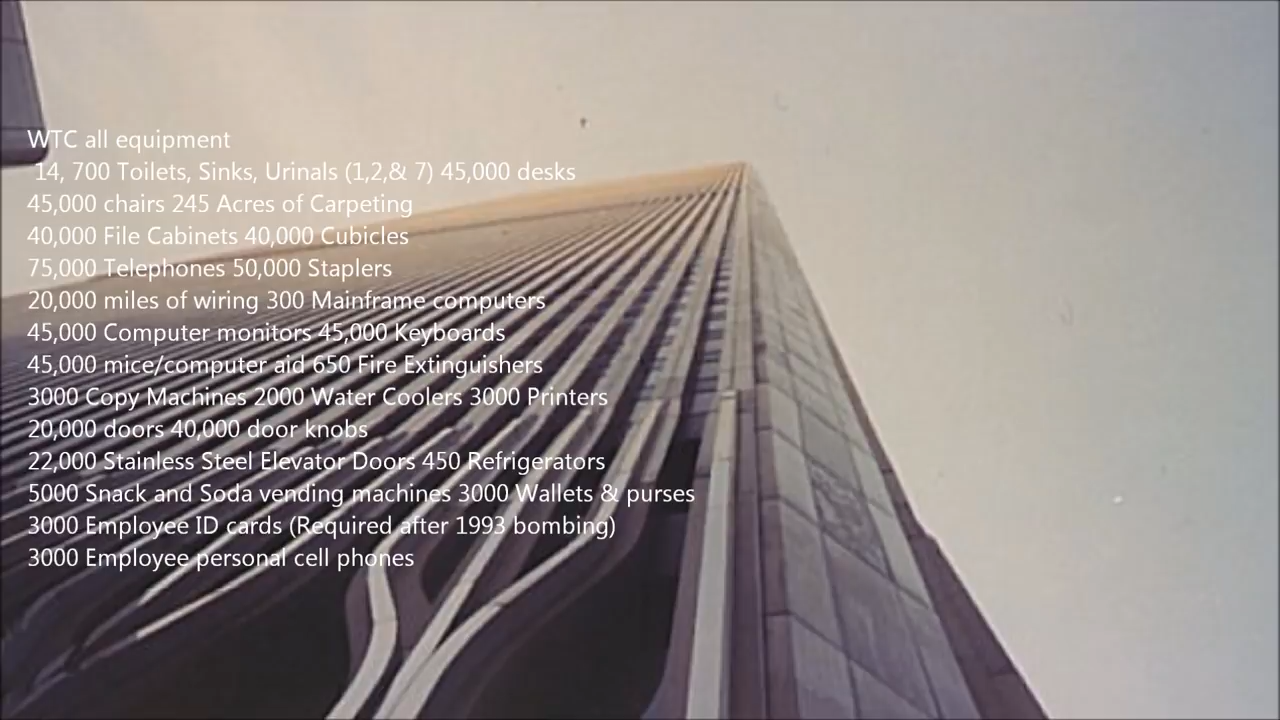 WTC all equipment
14, 700 Toilets, Sinks, Urinals (1,2,& 7) 45,000 desks
45,000 chairs 245 Acres of Carpeting
40,000 File Cabinets 40,000 Cubicles
75,000 Telephones 50,000 Staplers
20,000 miles of wiring 300 Mainframe computers
45,000 Computer monitors 45,000 Keyboards
45,000 mice/computer aid 650 Fire Extinguishers
3000 Copy Machines 2000 Water Coolers 3000 Printers
20,000 doors 40,000 door knobs
22,000 Stainless Steel Elevator Doors 450 Refrigerators
5000 Snack and Soda vending machines 3000 Wallets & purses
3000 Employee ID cards (Required after 1993 bombing)
3000 Employee personal cell phones